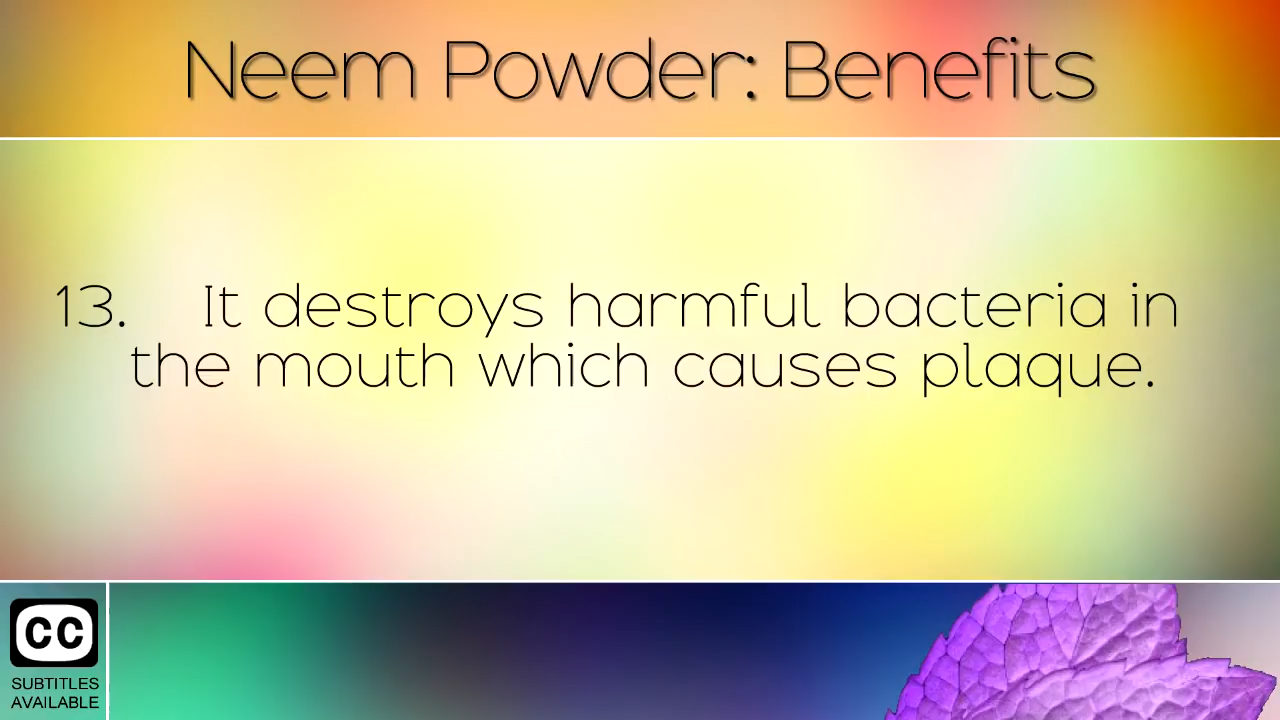 Neem Powder: Benefits
13. It destroys harmful bacteria in
the mouth which causes plaque.
CC
SUBTITLES
AVAILABLE